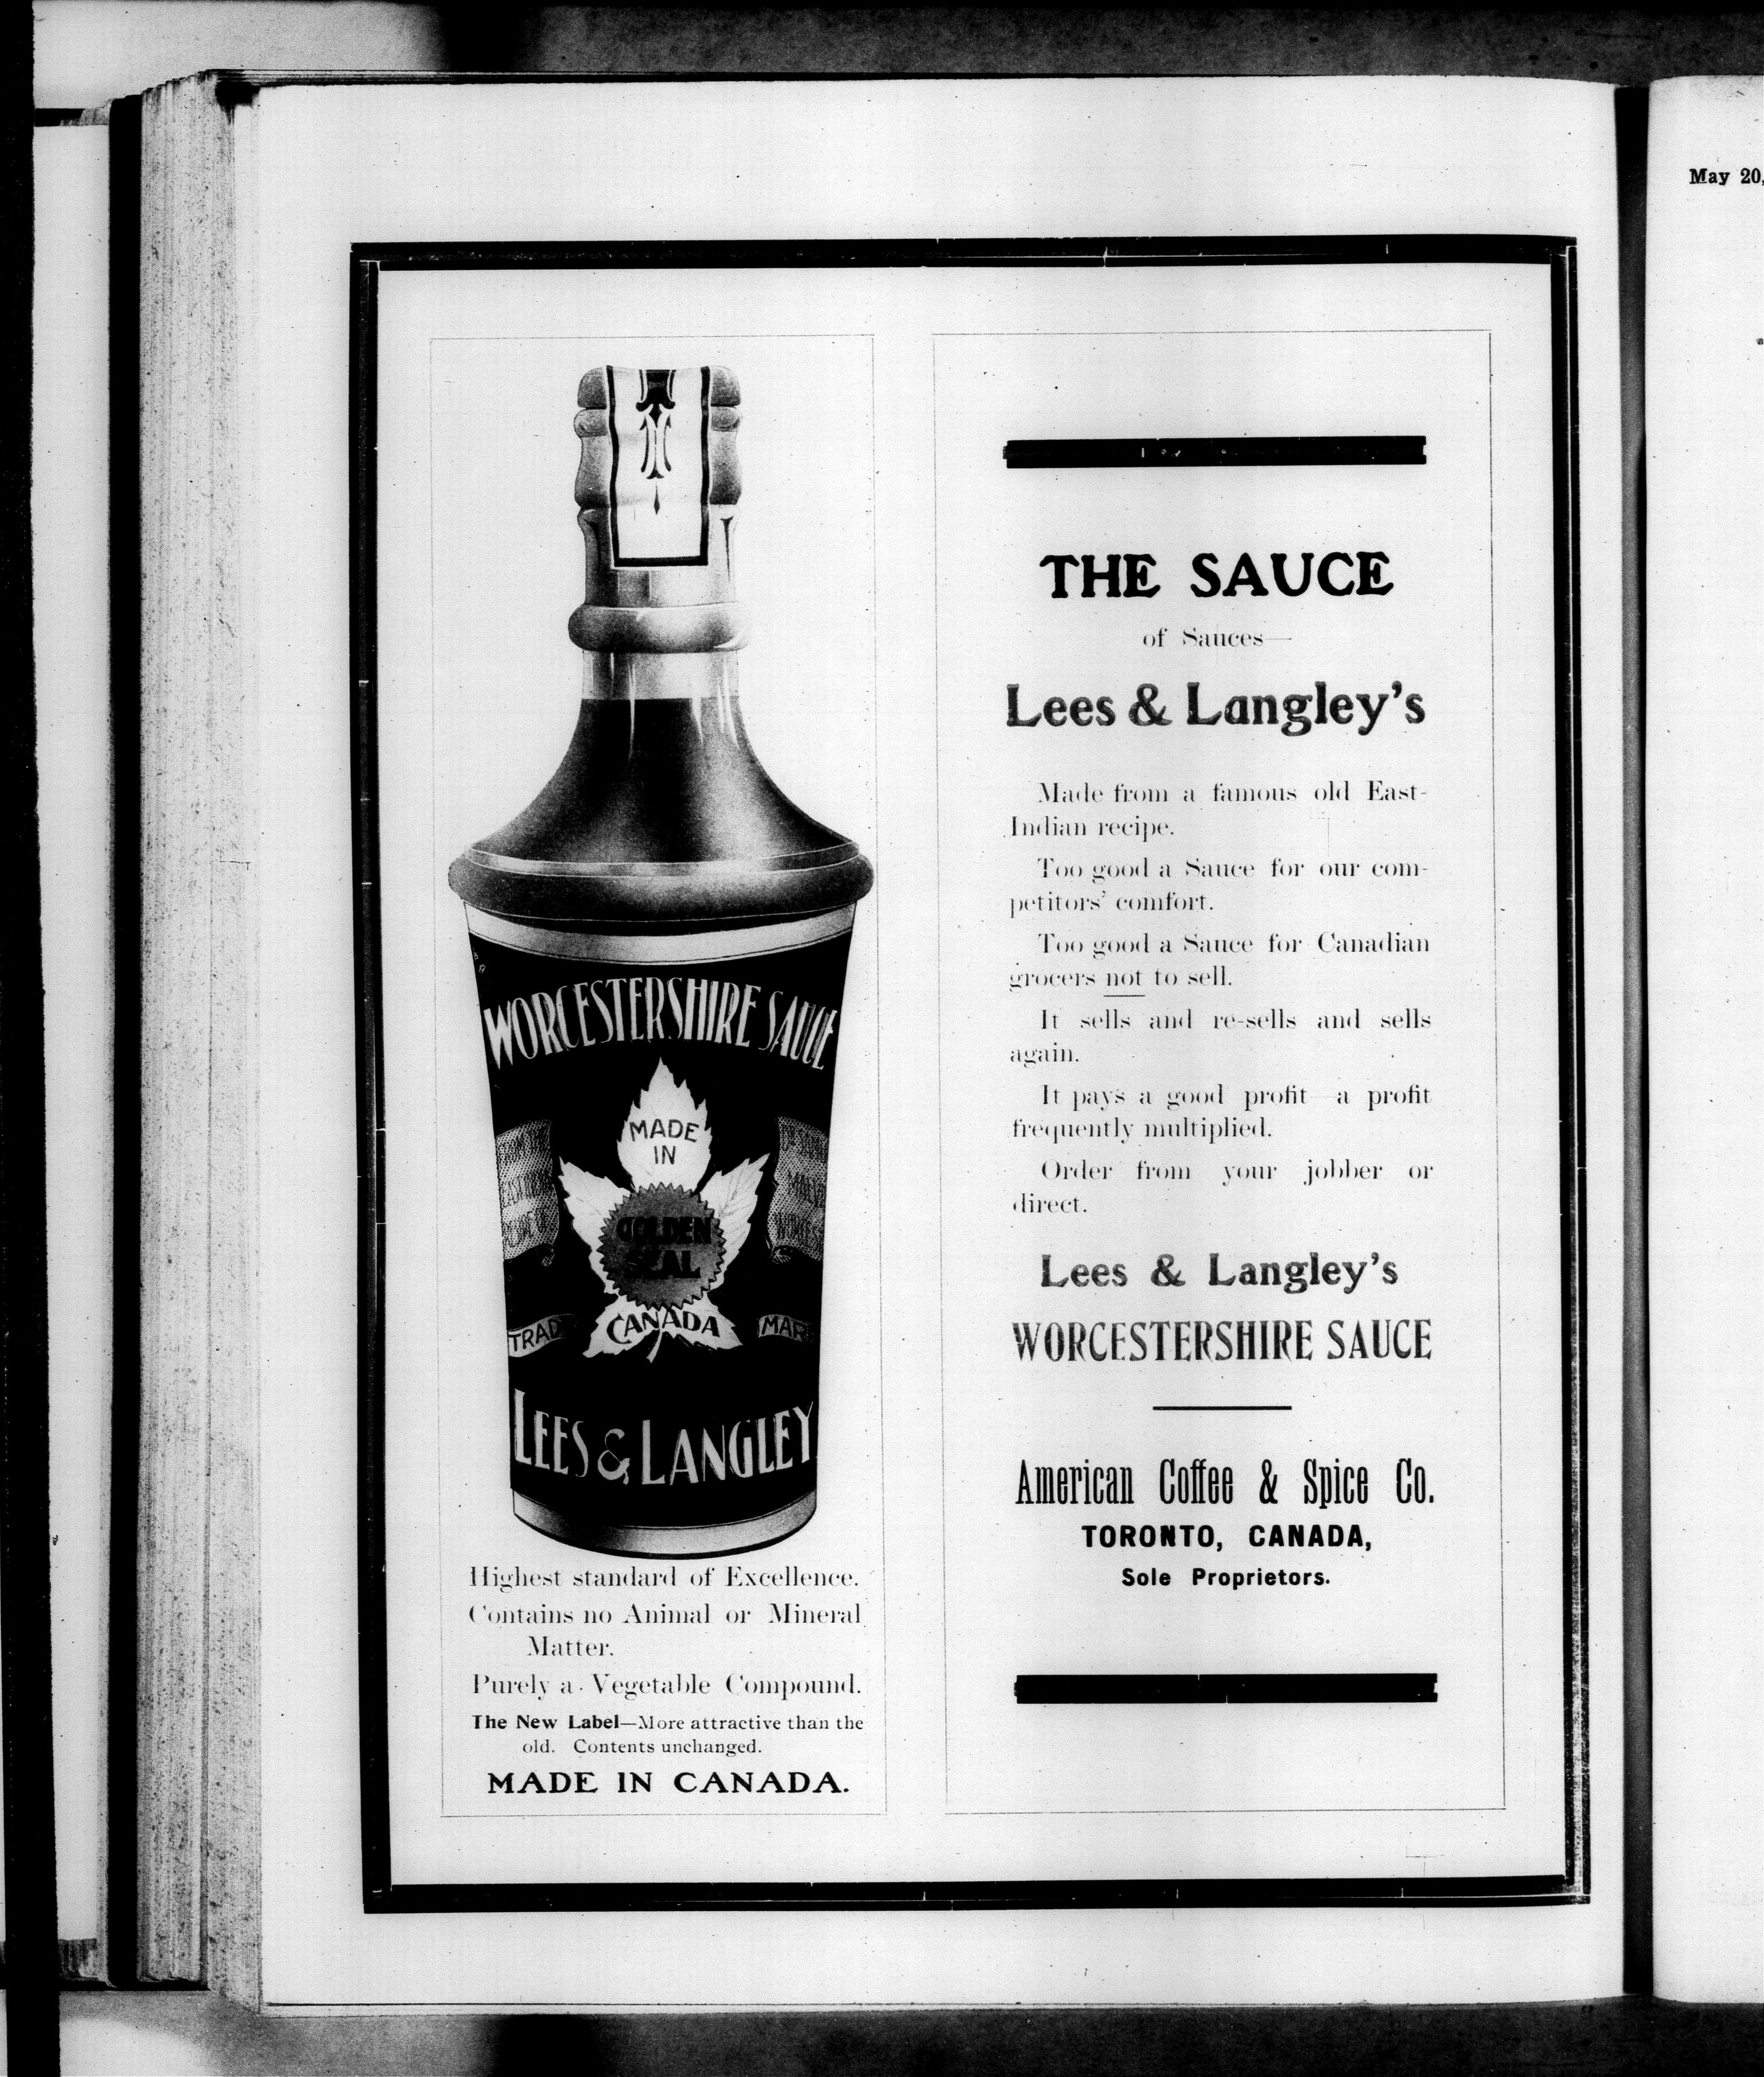 May 20,
WORCESTERSHIRE SAUCE
MADE
IN
GOLDEN
SEAL
CANADA
TRAD
MAR
LEES & LANGLEY
Highest standard of Excellence.
Contains no Animal or Mineral
Matter.
Purely a Vegetable Compound.
The New Label—More attractive than the
old. Contents unchanged.
MADE IN CANADA.
THE SAUCE
of Sauces—
Lees & Langley's
Made from a famous old East-
Indian recipe.
Too good a Sauce for our com-
petitors' comfort.
Too good a Sauce for Canadian
grocers not to sell.
It sells and re-sells and sells
again.
It pays a good profit—a profit
frequently multiplied.
Order from your jobber or
direct.
Lees & Langley's
WORCESTERSHIRE SAUCE
American Coffee & Spice Co.
TORONTO, CANADA,
Sole Proprietors.